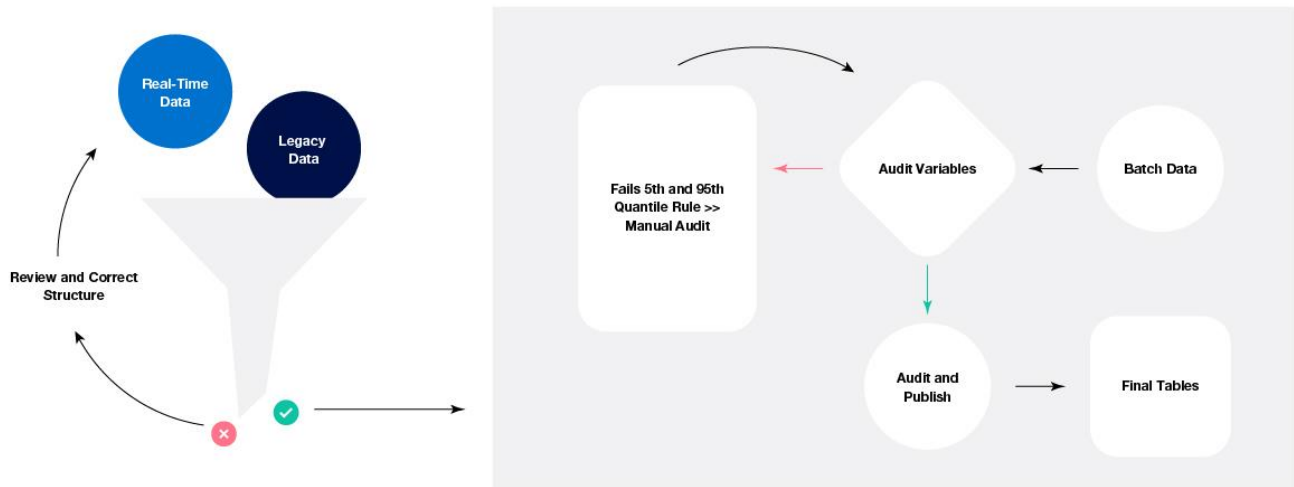 Real-Time
Data
Legacy
Data
Review and Correct
Structure
Fails 5th and 95th
Quantile Rule >>
Manual Audit
Audit Variables
Batch Data
Audit and
Publish
Final Tables